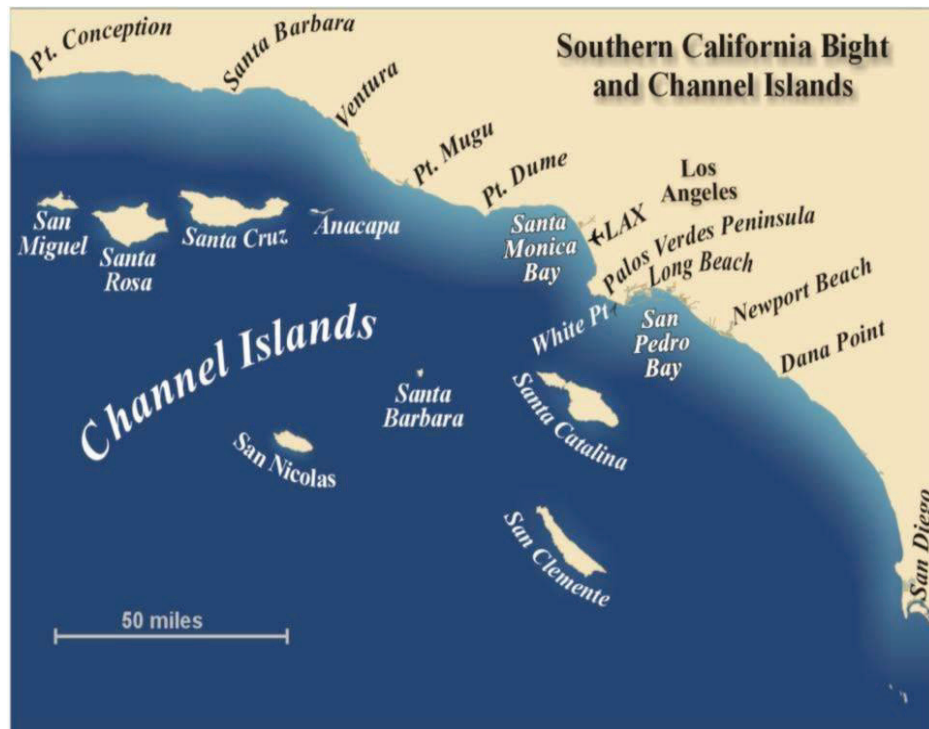 Southern California Bight
and Channel Islands
Pt. Conception
Santa Barbara
Ventura
Pt. Mugu
Pt. Dume
Los
Angeles
LAX
Palos Verdes Peninsula
Long Beach
Newport Beach
Dana Point
San Diego
Santa
Monica
Bay
White Pt
San
Pedro
Bay
San
Miguel
Santa
Rosa
Santa Cruz
Anacapa
Channel Islands
Santa
Barbara
Santa Catalina
San Nicolas
San Clemente
50 miles